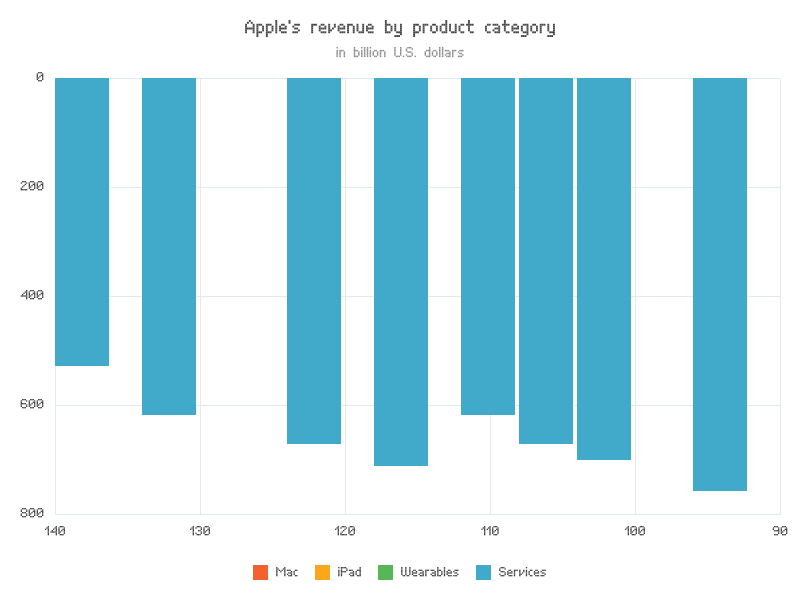 Apple's revenue by product category
in billion U.S. dollars
0
200
400
600
800
140 130 120 110 100 90
Mac iPad Wearables Services